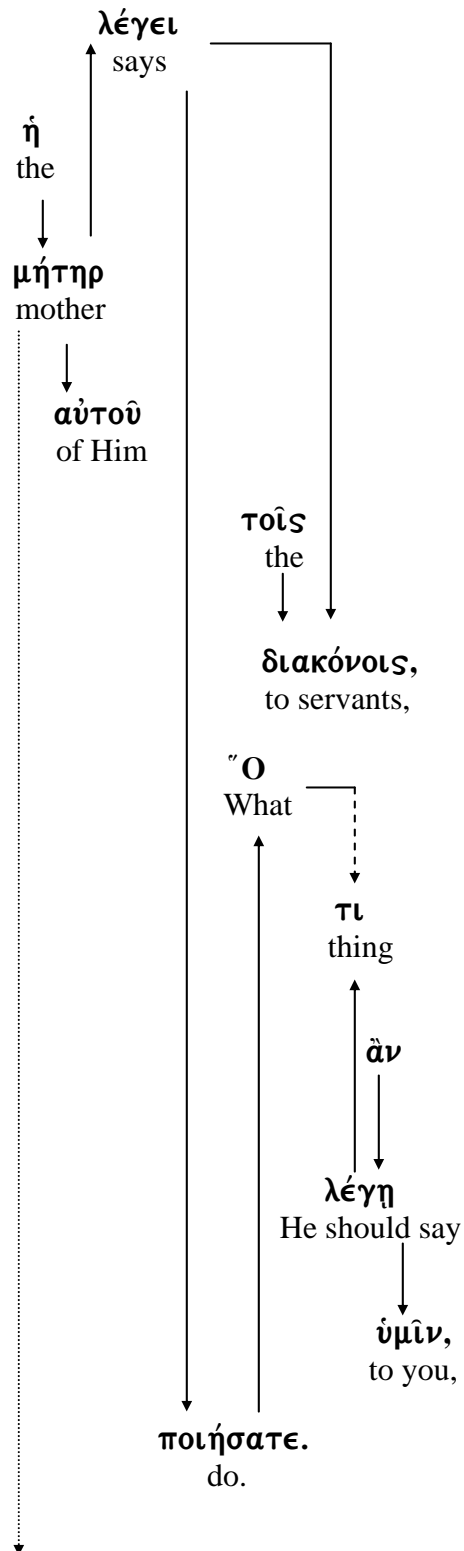 λέγει
says
ἡ
the
μήτηρ
mother
αὐτοῦ
of Him
τοῖς
the
διακόνοις,
to servants,
Ὅ
What
τι
thing
ἂν
λέγῃ
He should say
ὑμῖν,
to you,
ποιήσατε.
do.